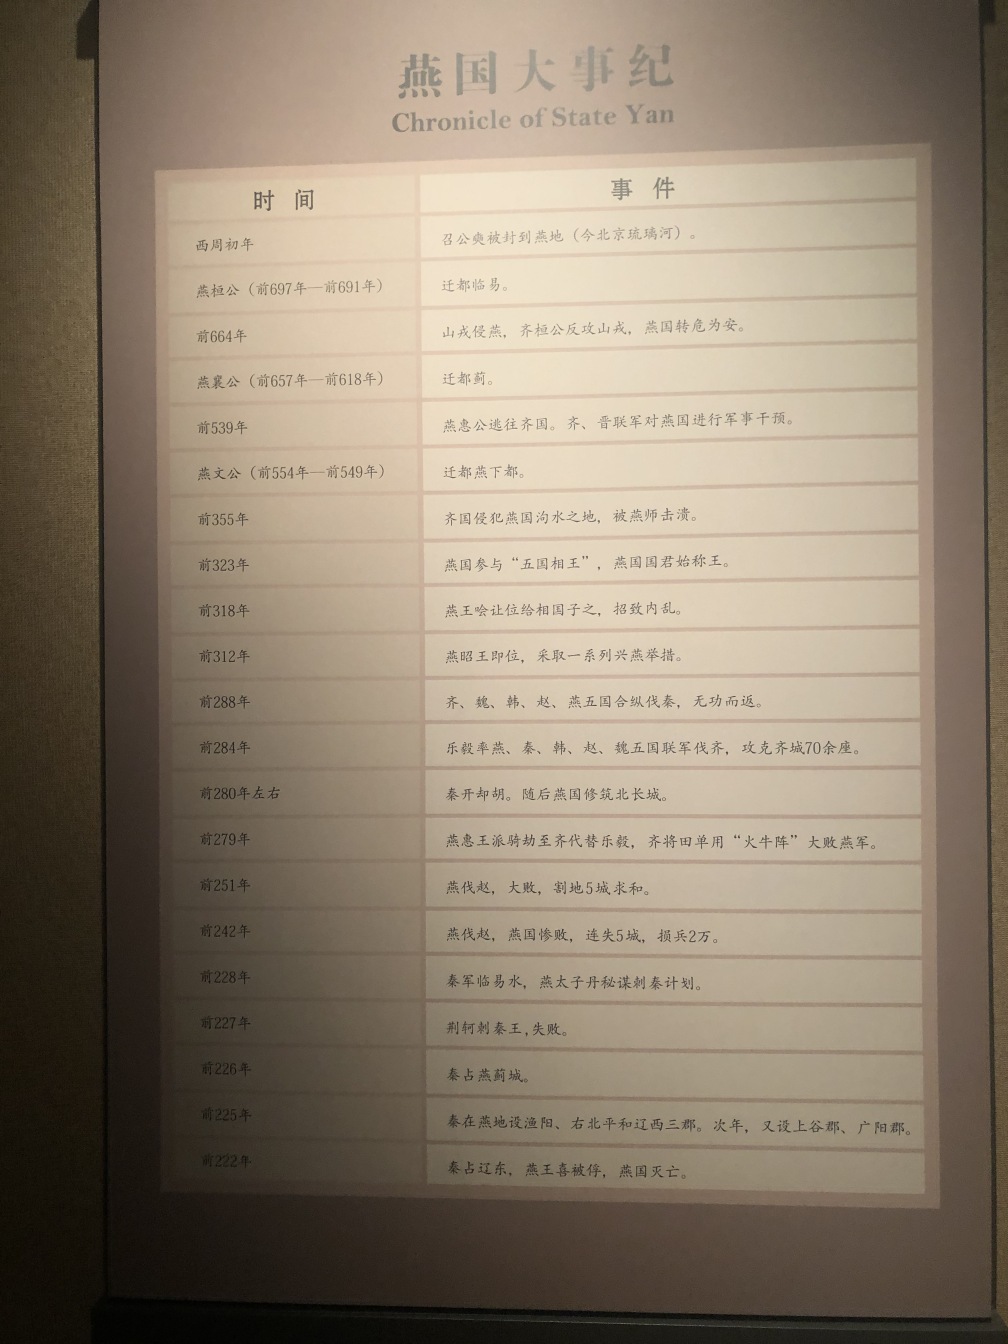 燕国大事纪
Chronicle of State Yan
时 间 事 件
西周初年 召公奭被封到燕地（今北京琉璃河）。
燕桓公（前697年—前691年） 迁都临易。
前664年 山戎侵燕，齐桓公反攻山戎，燕国转危为安。
燕襄公（前657年—前618年） 迁都蓟。
前539年 燕惠公逃往齐国。齐、晋联军对燕国进行军事干预。
燕文公（前554年—前549年） 迁都燕下都。
前355年 齐国侵犯燕国泃水之地，被燕师击溃。
前323年 燕国参与“五国相王”，燕国国君始称王。
前318年 燕王哙让位给相国子之，招致内乱。
前312年 燕昭王即位，采取一系列兴燕举措。
前288年 齐、魏、韩、赵、燕五国合纵伐秦，无功而返。
前284年 乐毅率燕、秦、韩、赵、魏五国联军伐齐，攻克齐城70余座。
前280年左右 秦开却胡。随后燕国修筑北长城。
前279年 燕惠王派骑劫至齐代替乐毅，齐将田单用“火牛阵”大败燕军。
前251年 燕伐赵，大败，割地5城求和。
前242年 燕伐赵，燕国惨败，连失5城，损兵2万。
前228年 秦军临易水，燕太子丹秘谋刺秦计划。
前227年 荆轲刺秦王,失败。
前226年 秦占燕蓟城。
前225年 秦在燕地设渔阳、右北平和辽西三郡。次年，又设上谷郡、广阳郡。
前222年 秦占辽东，燕王喜被俘，燕国灭亡。